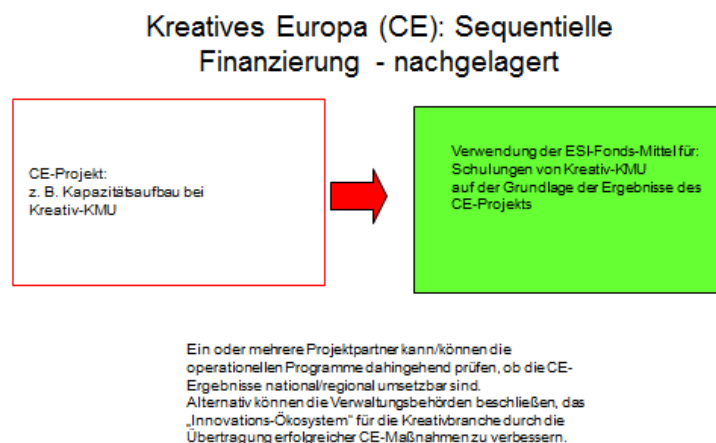 Kreatives Europa (CE): Sequentielle
Finanzierung - nachgelagert
CE-Projekt:
z. B. Kapazitätsaufbau bei
Kreativ-KMU
Verwendung der ESI-Fonds-Mittel für:
Schulungen von Kreativ-KMU
auf der Grundlage der Ergebnisse des
CE-Projekts
Ein oder mehrere Projektpartner kann/können die
operationellen Programme dahingehend prüfen, ob die CE-
Ergebnisse national/regional umsetzbar sind.
Alternativ können die Verwaltungsbehörden beschließen, das
„Innovations-Ökosystem“ für die Kreativbranche durch die
Übertragung erfolgreicher CE-Maßnahmen zu verbessern.